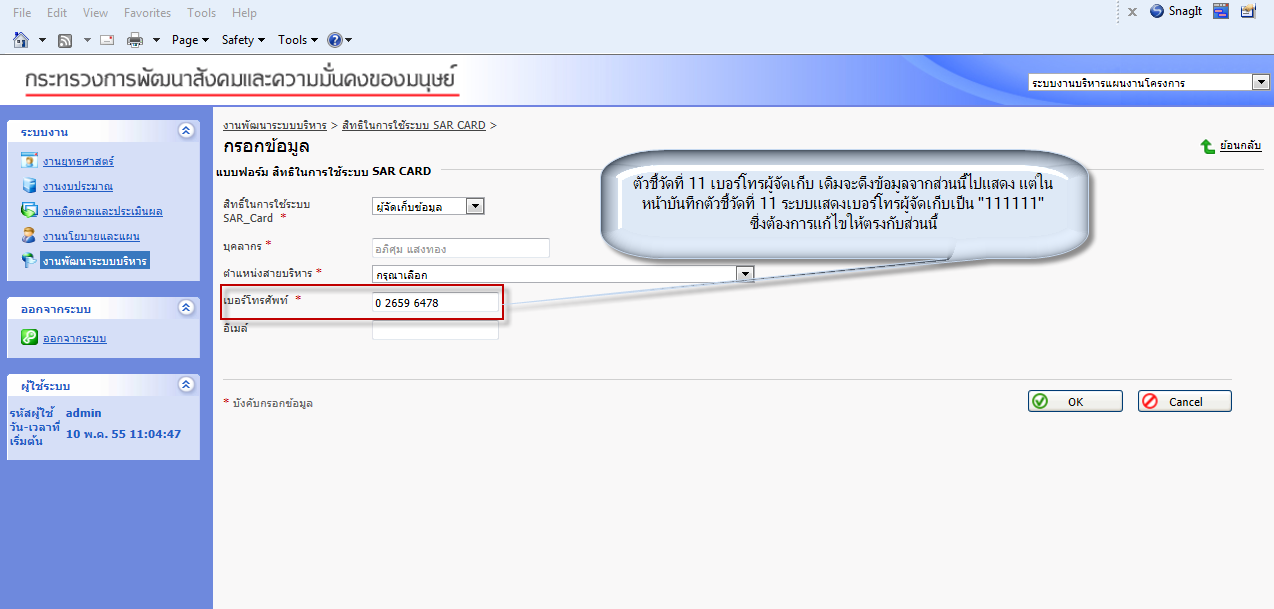 File Edit View Favorites Tools Help
SnagIt
Page Safety Tools
กระทรวงการพัฒนาสังคมและความมั่นคงของมนุษย์
ระบบงานบริหารแผนงานโครงการ
ระบบงาน
งานยุทธศาสตร์
งานงบประมาณ
งานติดตามและประเมินผล
งานนโยบายและแผน
งานพัฒนาระบบบริหาร
ออกจากระบบ
ออกจากระบบ
ผู้ใช้ระบบ
รหัสผู้ใช้ admin
วัน-เวลาที่
เริ่มต้น 10 พ.ค. 55 11:04:47
งานพัฒนาระบบบริหาร > สิทธิในการใช้ระบบ SAR CARD >
กรอกข้อมูล
ย้อนกลับ
แบบฟอร์ม สิทธิในการใช้ระบบ SAR CARD
ตัวชี้วัดที่ 11 เบอร์โทรผู้จัดเก็บ เดิมจะดึงข้อมูลจากส่วนนี้ไปแสดง แต่ใน
หน้าบันทึกตัวชี้วัดที่ 11 ระบบแสดงเบอร์โทรผู้จัดเก็บเป็น "111111"
ซึ่งต้องการแก้ไขให้ตรงกับส่วนนี้
สิทธิในการใช้ระบบ
SAR_Card * ผู้จัดเก็บข้อมูล
บุคลากร * อภิศุม แสงทอง
ตำแหน่งสายบริหาร * กรุณาเลือก
เบอร์โทรศัพท์ * 0 2659 6478
อีเมล์
* บังคับกรอกข้อมูล
OK Cancel